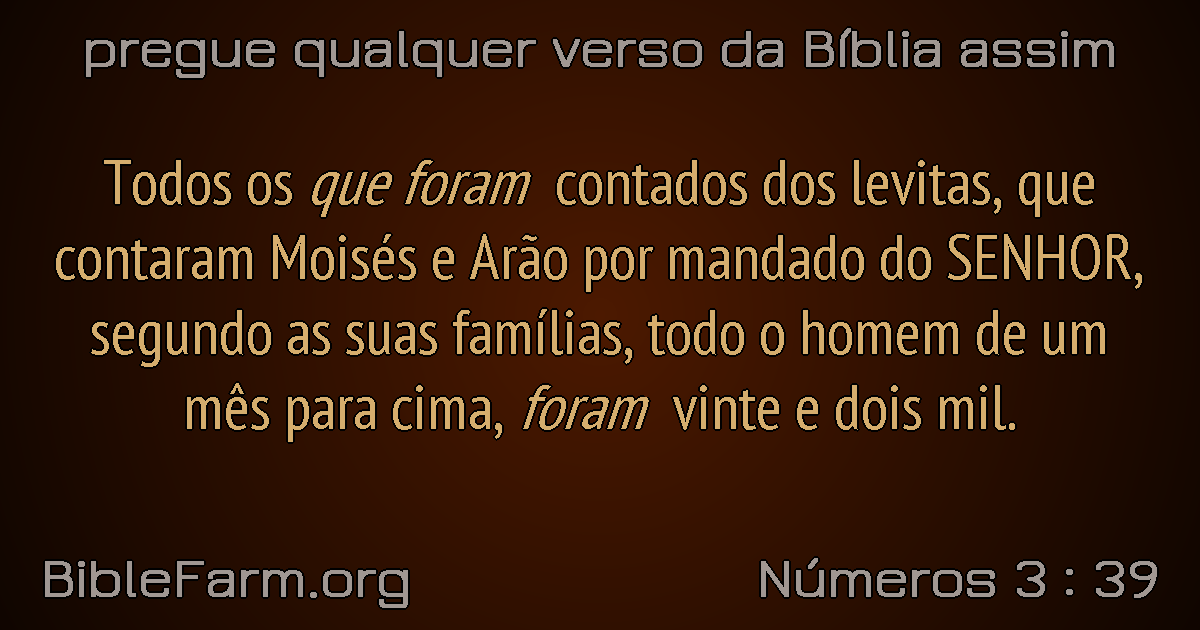 pregue qualquer verso da Bíblia assim
Todos os que foram contados dos levitas, que
contaram Moisés e Arão por mandado do SENHOR,
segundo as suas famílias, todo o homem de um
mês para cima, foram vinte e dois mil.
BibleFarm.org
Números 3 : 39